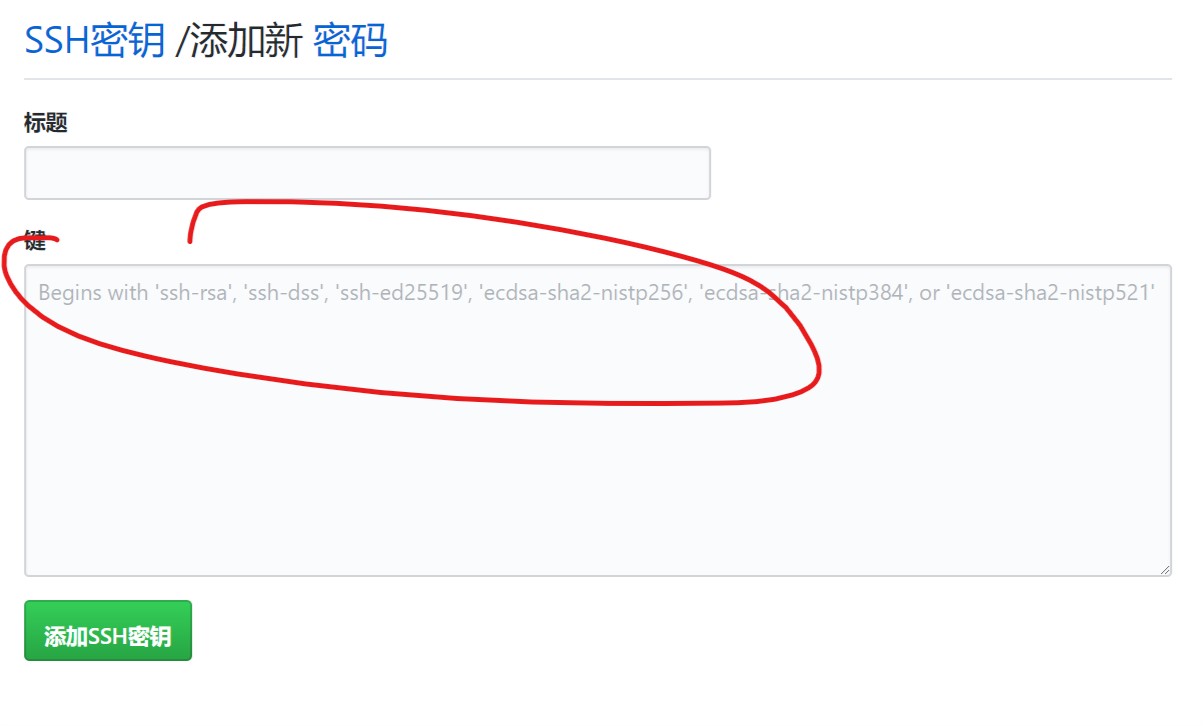 SSH密钥 /添加新 密码
标题
键
Begins with 'ssh-rsa', 'ssh-dss', 'ssh-ed25519', 'ecdsa-sha2-nistp256', 'ecdsa-sha2-nistp384', or 'ecdsa-sha2-nistp521'
添加SSH密钥